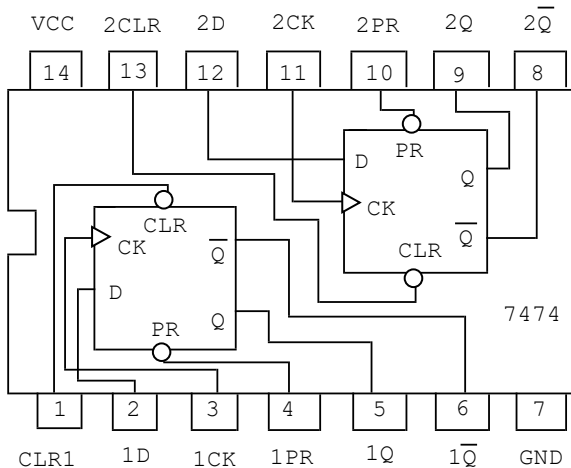 VCC 2CLR 2D 2CK 2PR 2Q 2Q̅
14 13 12 11 10 9 8
PR
D
Q
CK
Q̅
CLR
CLR
CK
Q̅
D
Q
PR
7474
1 2 3 4 5 6 7
CLR1 1D 1CK 1PR 1Q 1Q̅ GND